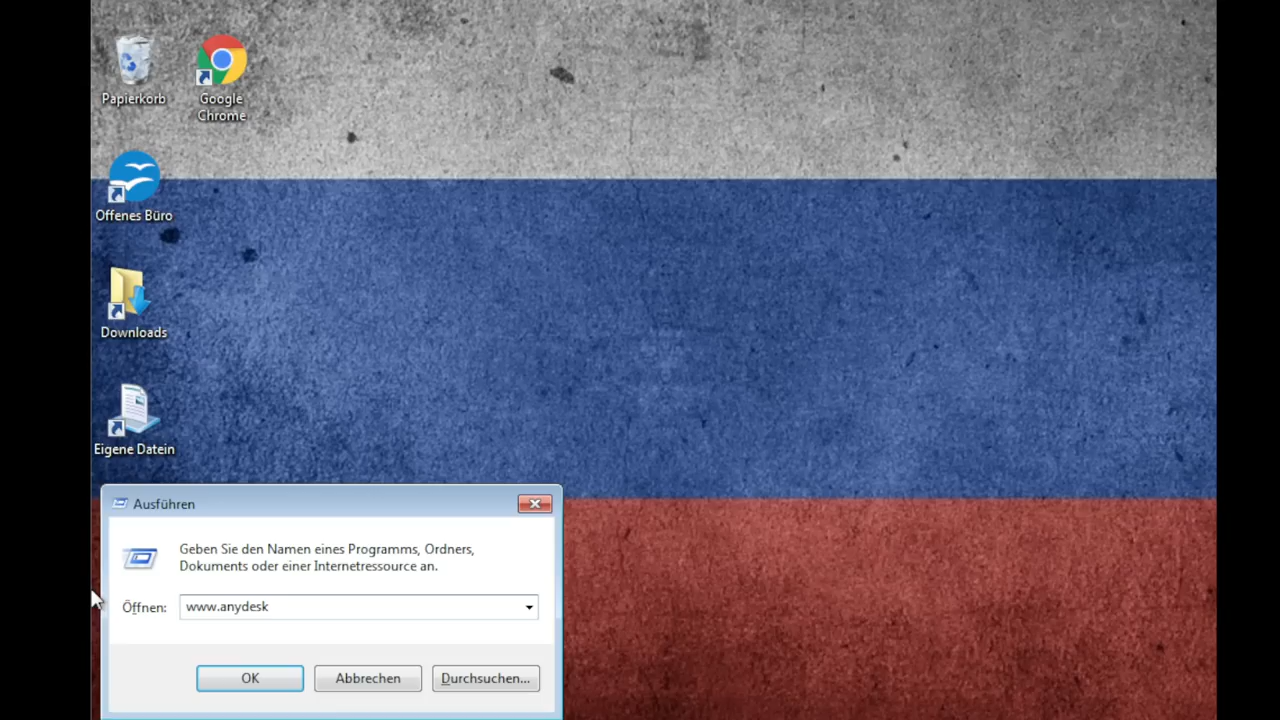 Papierkorb
Google
Chrome
Offenes Büro
Downloads
Eigene Datein
Ausführen
Geben Sie den Namen eines Programms, Ordners,
Dokuments oder einer Internetressource an.
Öffnen: www.anydesk
OK Abbrechen Durchsuchen...